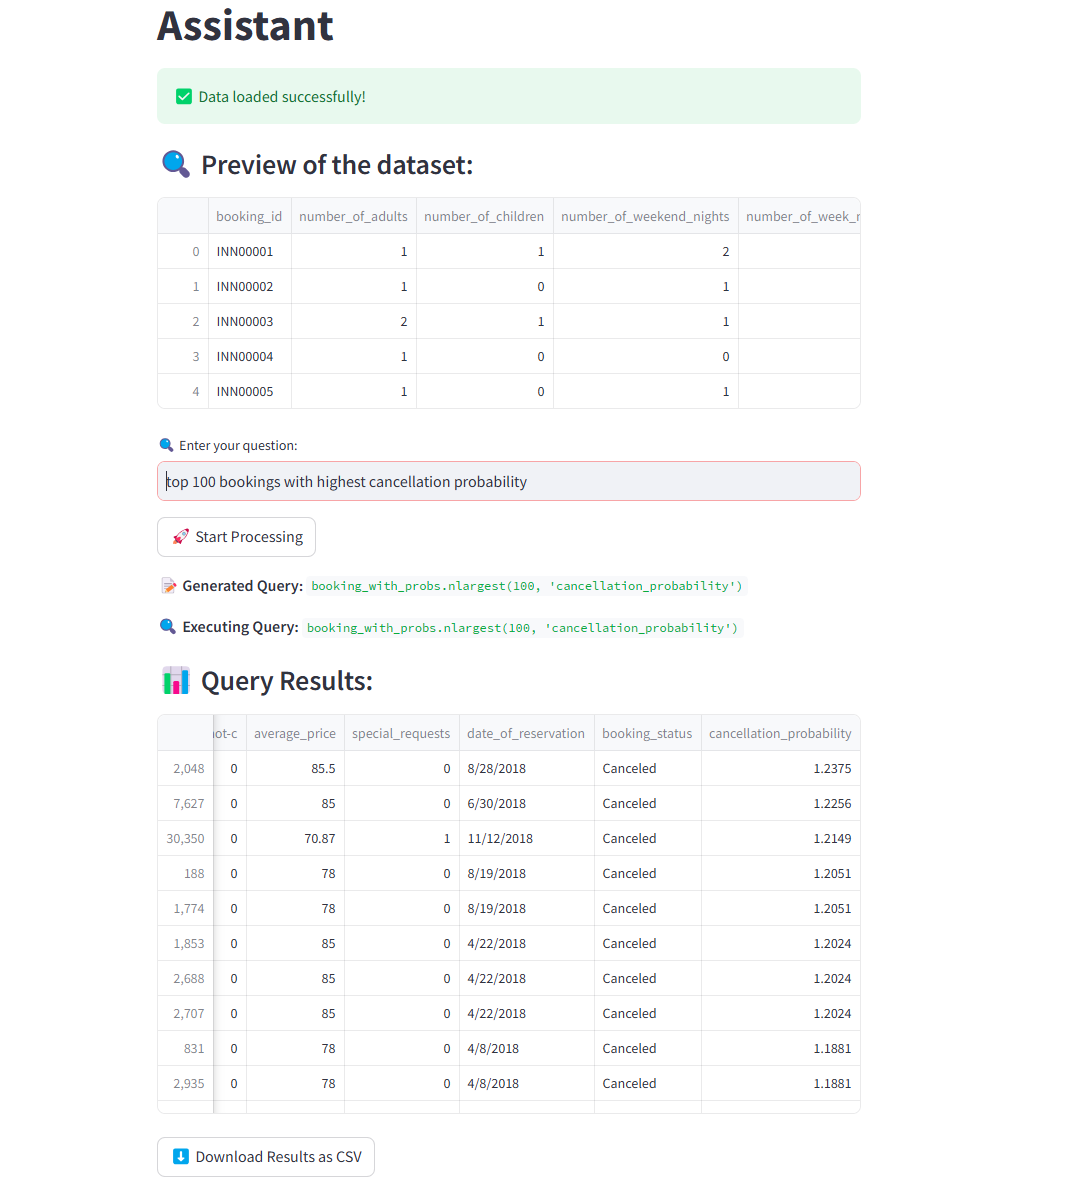 Assistant
Data loaded successfully!
Preview of the dataset:
booking_id number_of_adults number_of_children number_of_weekend_nights number_of_week_
0 INN00001 1 1 2
1 INN00002 1 0 1
2 INN00003 2 1 1
3 INN00004 1 0 0
4 INN00005 1 0 1
Enter your question:
top 100 bookings with highest cancellation probability
Start Processing
Generated Query: booking_with_probs.nlargest(100, 'cancellation_probability')
Executing Query: booking_with_probs.nlargest(100, 'cancellation_probability')
Query Results:
not-c average_price special_requests date_of_reservation booking_status cancellation_probability
2,048 0 85.5 0 8/28/2018 Canceled 1.2375
7,627 0 85 0 6/30/2018 Canceled 1.2256
30,350 0 70.87 1 11/12/2018 Canceled 1.2149
188 0 78 0 8/19/2018 Canceled 1.2051
1,774 0 78 0 8/19/2018 Canceled 1.2051
1,853 0 85 0 4/22/2018 Canceled 1.2024
2,688 0 85 0 4/22/2018 Canceled 1.2024
2,707 0 85 0 4/22/2018 Canceled 1.2024
831 0 78 0 4/8/2018 Canceled 1.1881
2,935 0 78 0 4/8/2018 Canceled 1.1881
Download Results as CSV